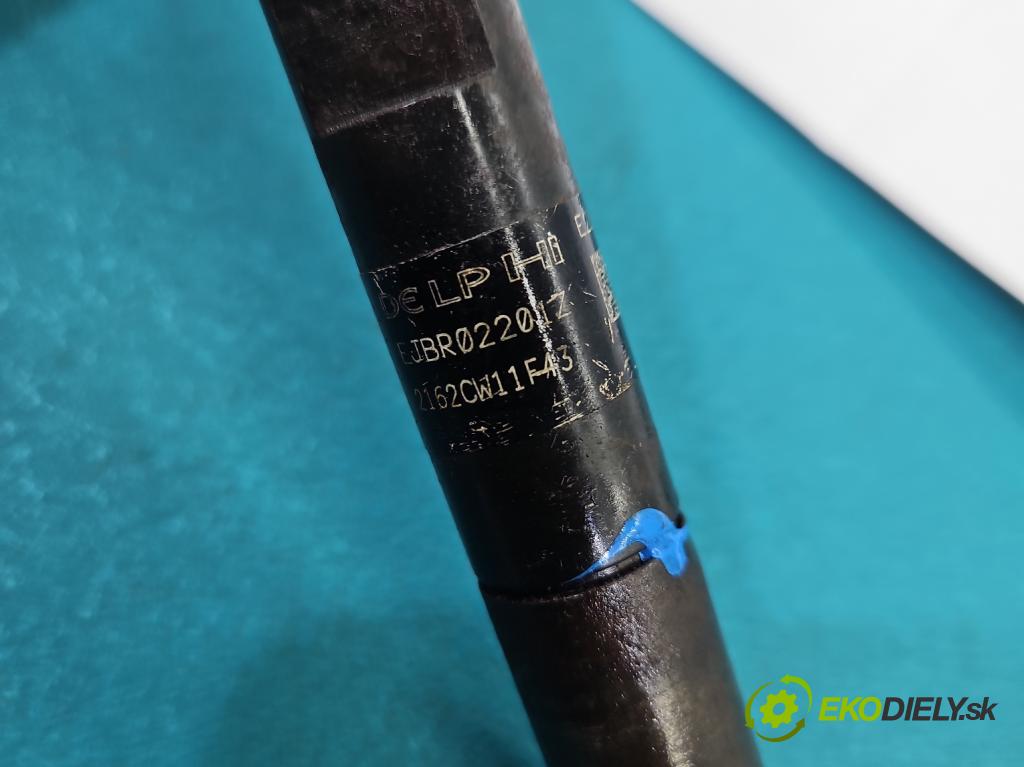 DELPHI
EJBR02201Z
2162CW11F43
EKODIELY.sk